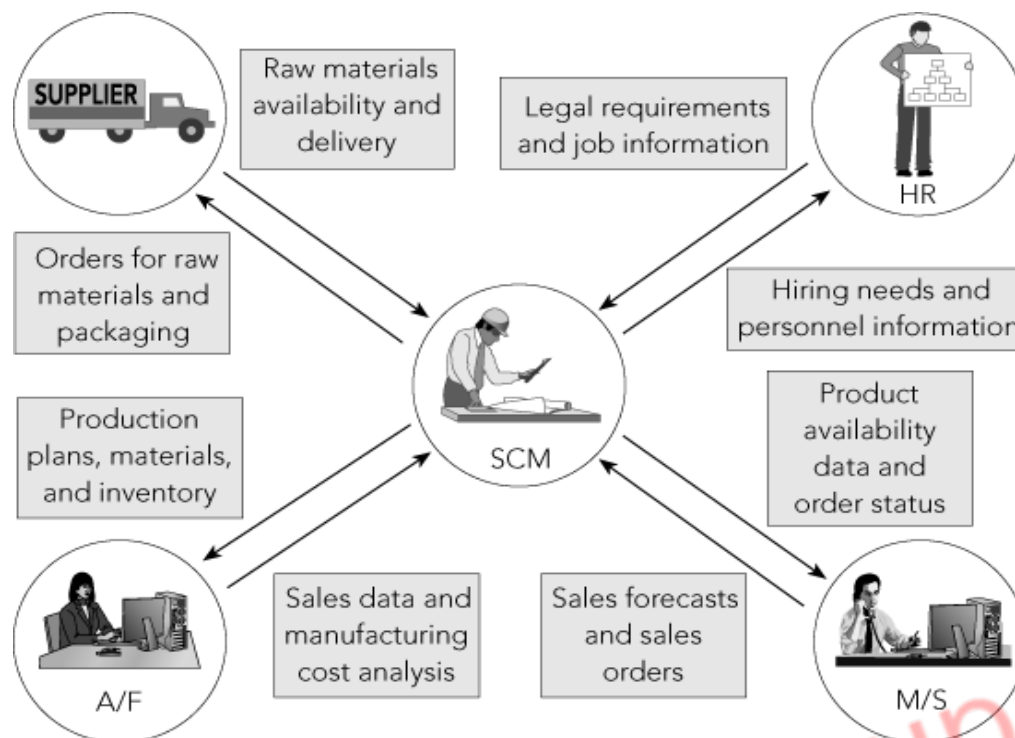 SUPPLIER
Raw materials
availability and
delivery
Legal requirements
and job information
HR
Orders for raw
materials and
packaging
Hiring needs and
personnel information
SCM
Production
plans, materials,
and inventory
Product
availability
data and
order status
A/F
Sales data and
manufacturing
cost analysis
Sales forecasts
and sales
orders
M/S